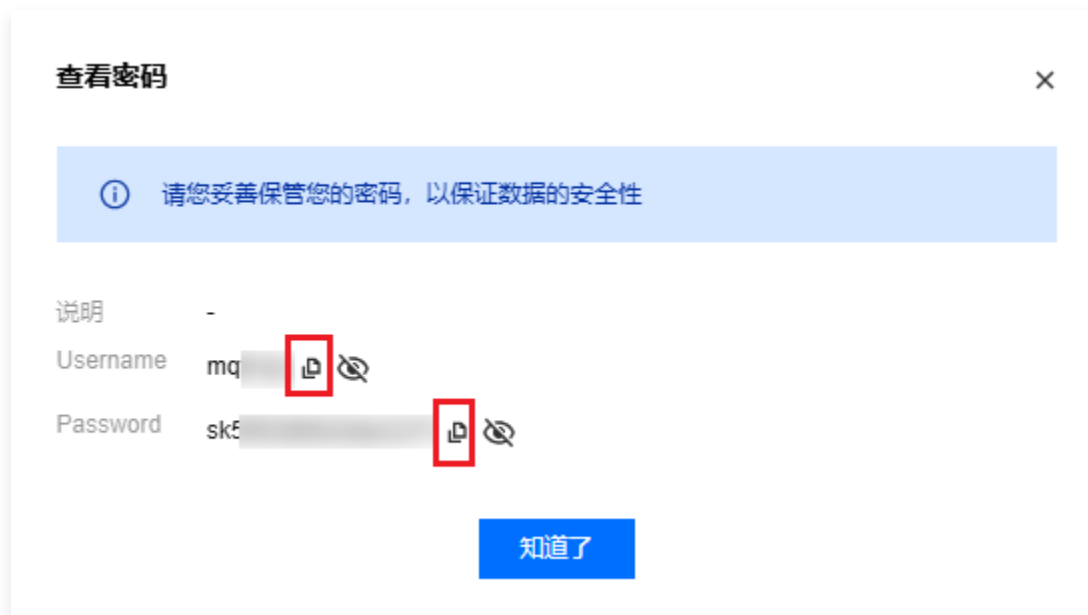 查看密码
请您妥善保管您的密码，以保证数据的安全性
说明 -
Username mq
Password sk5
知道了